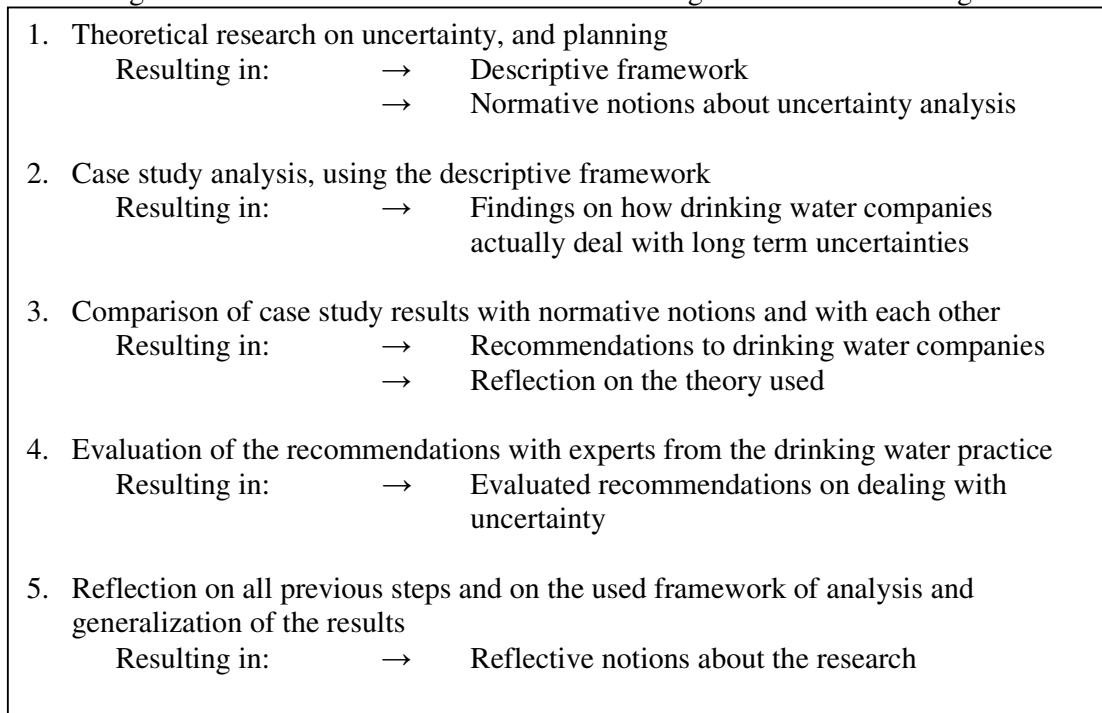 1. Theoretical research on uncertainty, and planning
Resulting in: → Descriptive framework
→ Normative notions about uncertainty analysis
2. Case study analysis, using the descriptive framework
Resulting in: → Findings on how drinking water companies
actually deal with long term uncertainties
3. Comparison of case study results with normative notions and with each other
Resulting in: → Recommendations to drinking water companies
→ Reflection on the theory used
4. Evaluation of the recommendations with experts from the drinking water practice
Resulting in: → Evaluated recommendations on dealing with
uncertainty
5. Reflection on all previous steps and on the used framework of analysis and
generalization of the results
Resulting in: → Reflective notions about the research